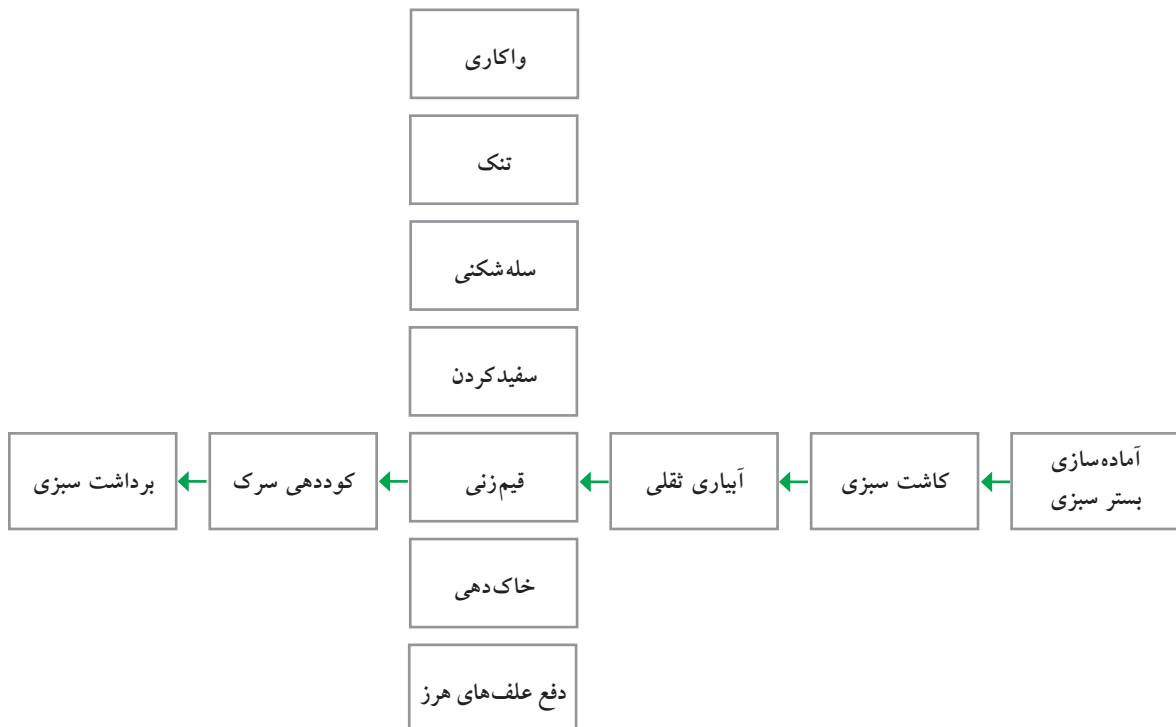 واکاری
تنک
سله‌شکنی
سفیدکردن
آماده‌سازی
بستر سبزی
کاشت سبزی
آبیاری ثقلی
قیم‌زنی
کوددهی سرک
برداشت سبزی
خاک‌دهی
دفع علف‌های هرز